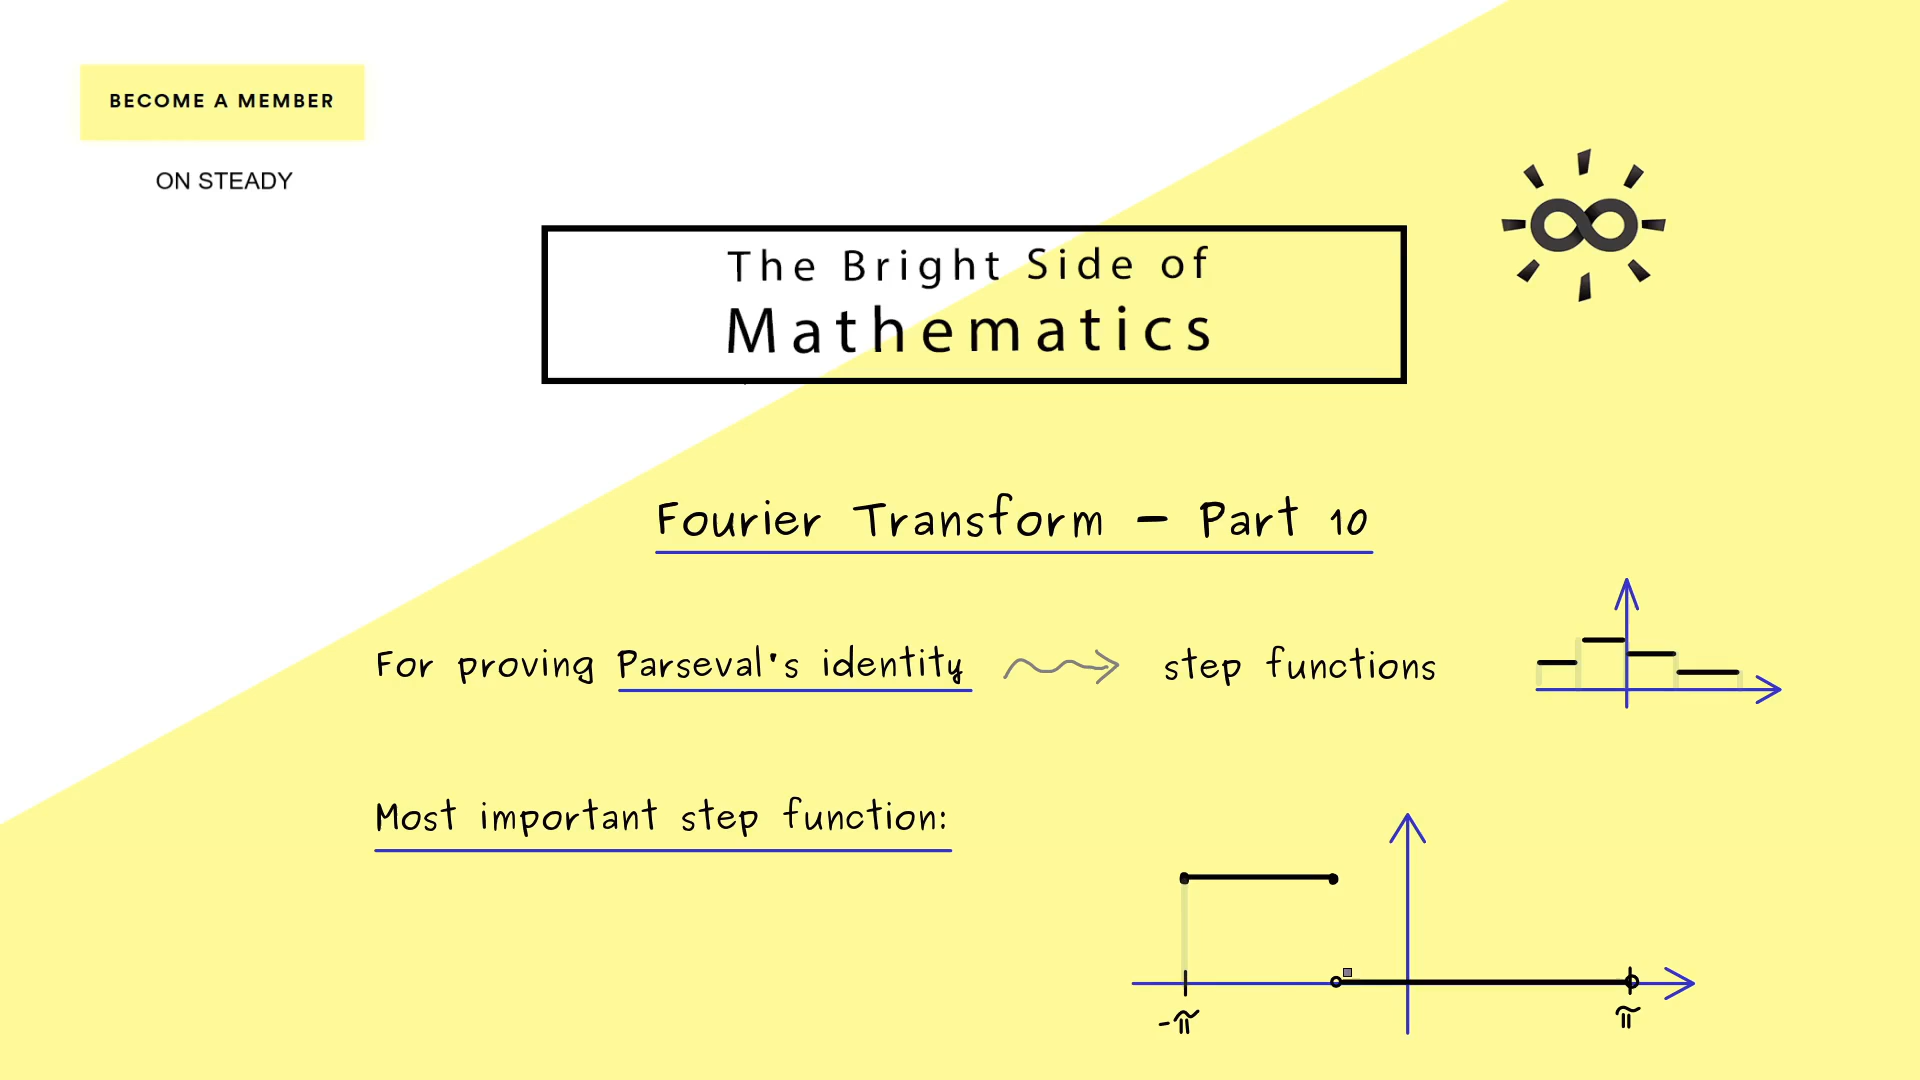 BECOME A MEMBER
ON STEADY
The Bright Side of
Mathematics
Fourier Transform – Part 10
For proving Parseval's identity step functions
Most important step function:
-π π